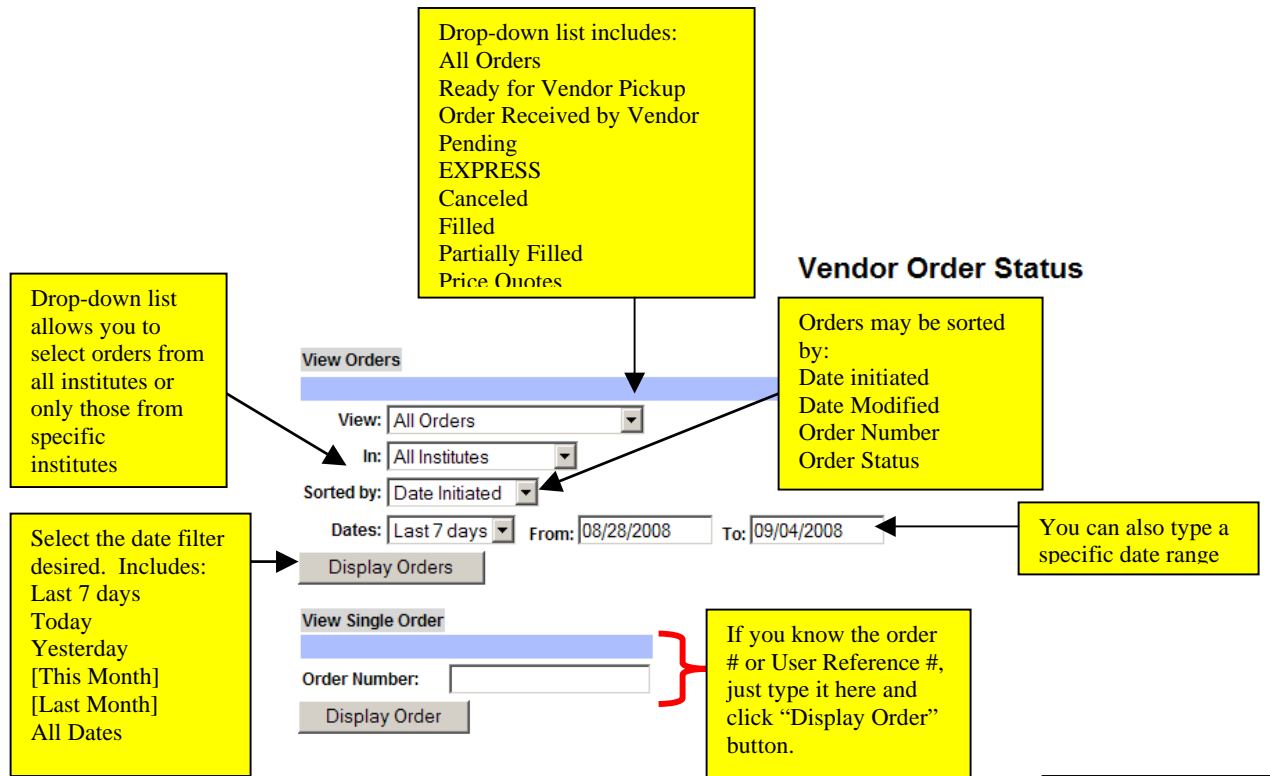 Drop-down list includes:
All Orders
Ready for Vendor Pickup
Order Received by Vendor
Pending
EXPRESS
Canceled
Filled
Partially Filled
Price Quotes
Vendor Order Status
Drop-down list
allows you to
select orders from
all institutes or
only those from
specific
institutes
Orders may be sorted
by:
Date initiated
Date Modified
Order Number
Order Status
View Orders
View: All Orders
In: All Institutes
Sorted by: Date Initiated
Dates: Last 7 days From: 08/28/2008 To: 09/04/2008
Display Orders
You can also type a
specific date range
Select the date filter
desired. Includes:
Last 7 days
Today
Yesterday
[This Month]
[Last Month]
All Dates
View Single Order
Order Number:
Display Order
If you know the order
# or User Reference #,
just type it here and
click “Display Order”
button.